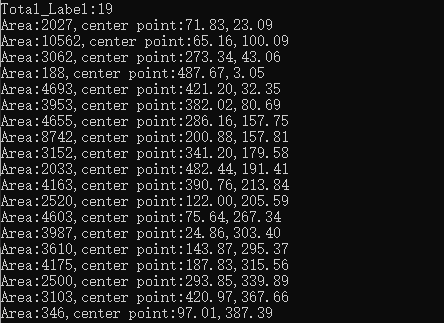 Total_Label:19
Area:2027,center point:71.83,23.09
Area:10562,center point:65.16,100.09
Area:3062,center point:273.34,43.06
Area:188,center point:487.67,3.05
Area:4693,center point:421.20,32.35
Area:3953,center point:382.02,80.69
Area:4655,center point:286.16,157.75
Area:8742,center point:200.88,157.81
Area:3152,center point:341.20,179.58
Area:2033,center point:482.44,191.41
Area:4163,center point:390.76,213.84
Area:2520,center point:122.00,205.59
Area:4603,center point:75.64,267.34
Area:3987,center point:24.86,303.40
Area:3610,center point:143.87,295.37
Area:4175,center point:187.83,315.56
Area:2500,center point:293.85,339.89
Area:3103,center point:420.97,367.66
Area:346,center point:97.01,387.39